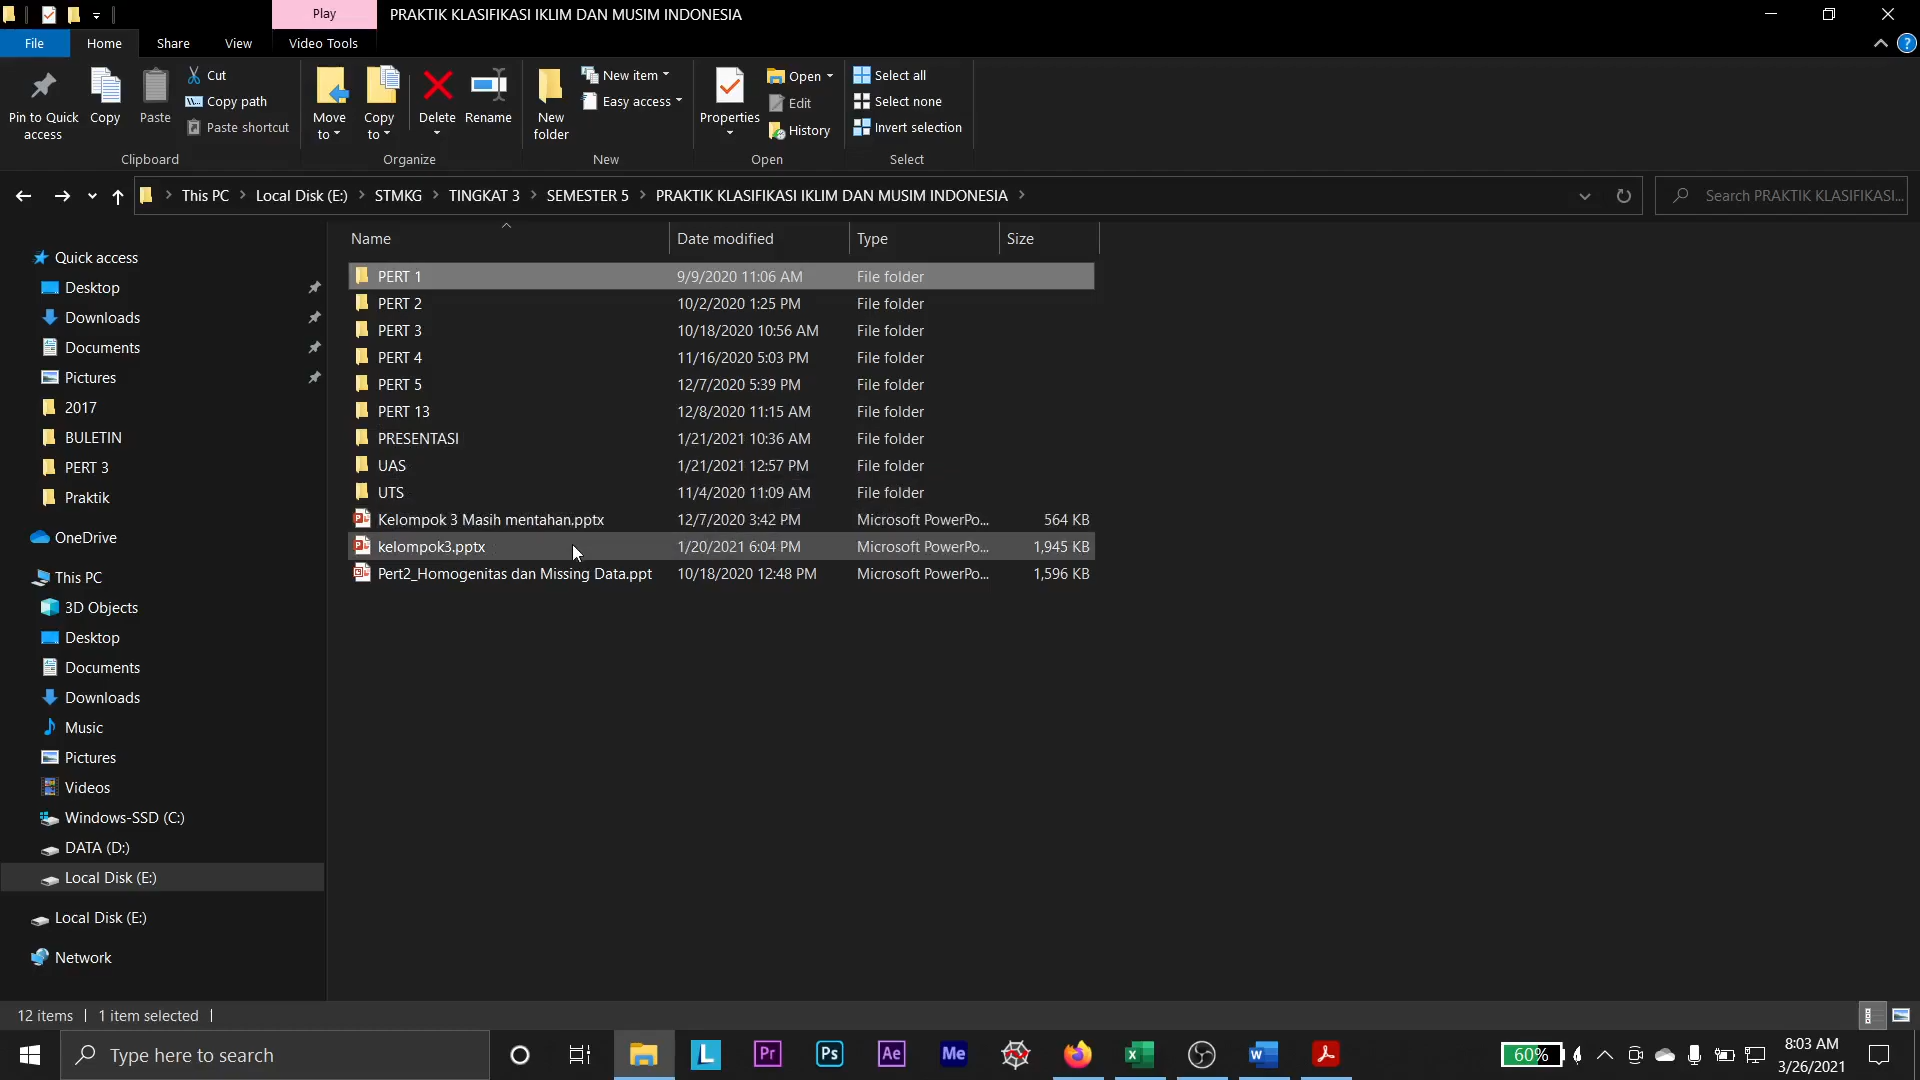 Play
PRAKTIK KLASIFIKASI IKLIM DAN MUSIM INDONESIA
File
Home
Share
View
Video Tools
Pin to Quick access
Copy
Paste
Cut
Copy path
Paste shortcut
Move to
Copy to
Delete
Rename
New folder
New item
Easy access
Properties
Open
Edit
History
Select all
Select none
Invert selection
Clipboard
Organize
New
Open
Select
This PC
Local Disk (E:)
STMKG
TINGKAT 3
SEMESTER 5
PRAKTIK KLASIFIKASI IKLIM DAN MUSIM INDONESIA
Search PRAKTIK KLASIFIKASI...
Quick access
Desktop
Downloads
Documents
Pictures
2017
BULETIN
PERT 3
Praktik
OneDrive
This PC
3D Objects
Desktop
Documents
Downloads
Music
Pictures
Videos
Windows-SSD (C:)
DATA (D:)
Local Disk (E:)
Local Disk (E:)
Network
Name Date modified Type Size
PERT 1 9/9/2020 11:06 AM File folder
PERT 2 10/2/2020 1:25 PM File folder
PERT 3 10/18/2020 10:56 AM File folder
PERT 4 11/16/2020 5:03 PM File folder
PERT 5 12/7/2020 5:39 PM File folder
PERT 13 12/8/2020 11:15 AM File folder
PRESENTASI 1/21/2021 10:36 AM File folder
UAS 1/21/2021 12:57 PM File folder
UTS 11/4/2020 11:09 AM File folder
Kelompok 3 Masih mentahan.pptx 12/7/2020 3:42 PM Microsoft PowerPo... 564 KB
kelompok3.pptx 1/20/2021 6:04 PM Microsoft PowerPo... 1,945 KB
Pert2_Homogenitas dan Missing Data.ppt 10/18/2020 12:48 PM Microsoft PowerPo... 1,596 KB
12 items
1 item selected
Type here to search
L
Pr
Ps
Ae
Me
60%
8:03 AM
3/26/2021